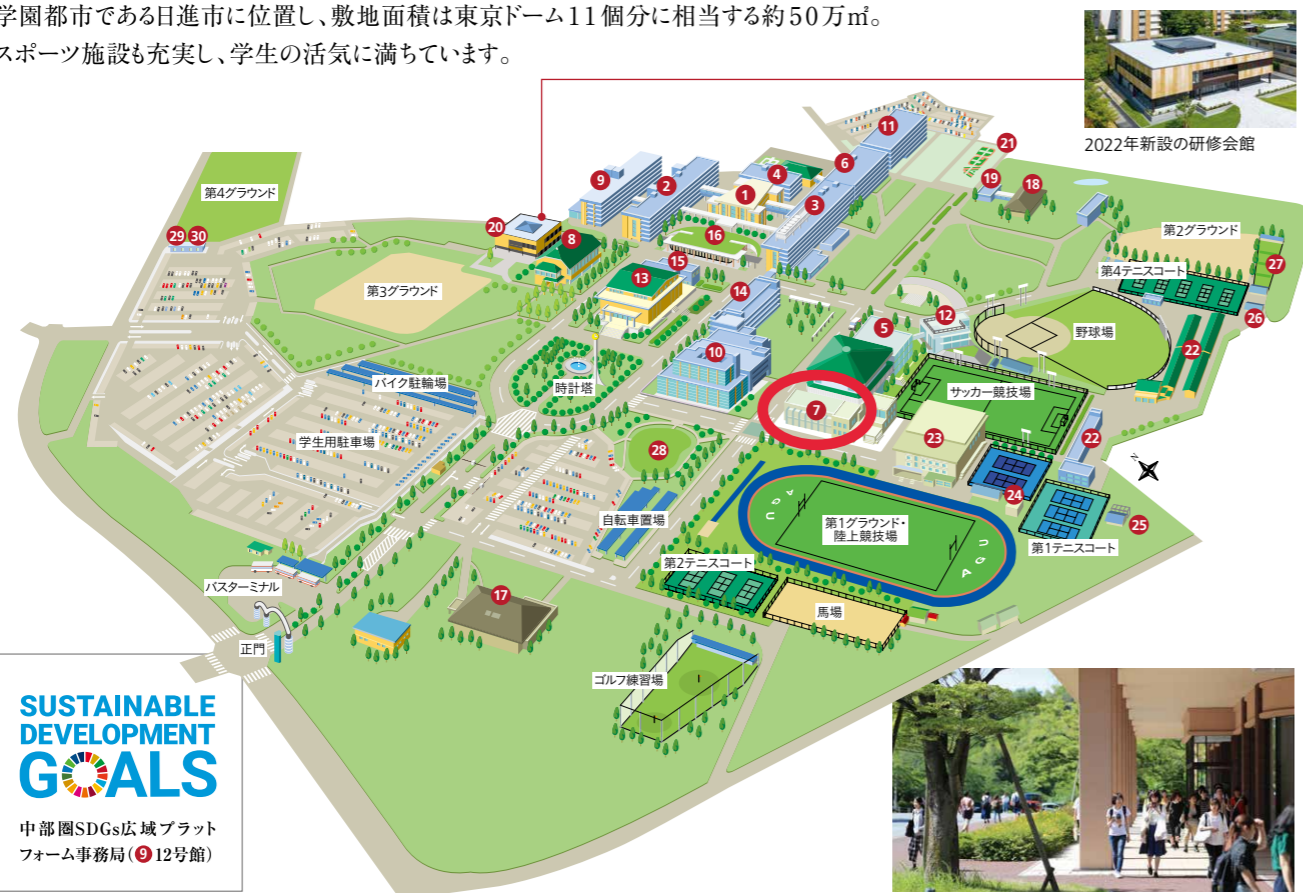 学園都市である日進市に位置し、敷地面積は東京ドーム11個分に相当する約50万㎡。
スポーツ施設も充実し、学生の活気に満ちています。
2022年新設の研修会館
11
21
6
9
2
4
19
1
18
3
第4グラウンド
20
16
29 30
8
第2グラウンド
15
27
第4テニスコート
13
第3グラウンド
14
12
26
5
野球場
22
10
バイク駐輪場
時計塔
サッカー競技場
7
学生用駐車場
23
22
28
N
24
自転車置場
第1グラウンド・
陸上競技場
AGU
AGU
25
第1テニスコート
第2テニスコート
バスターミナル
17
馬場
正門
ゴルフ練習場
SUSTAINABLE
DEVELOPMENT
GOALS
中部圏SDGs広域プラット
フォーム事務局(9 12号館)